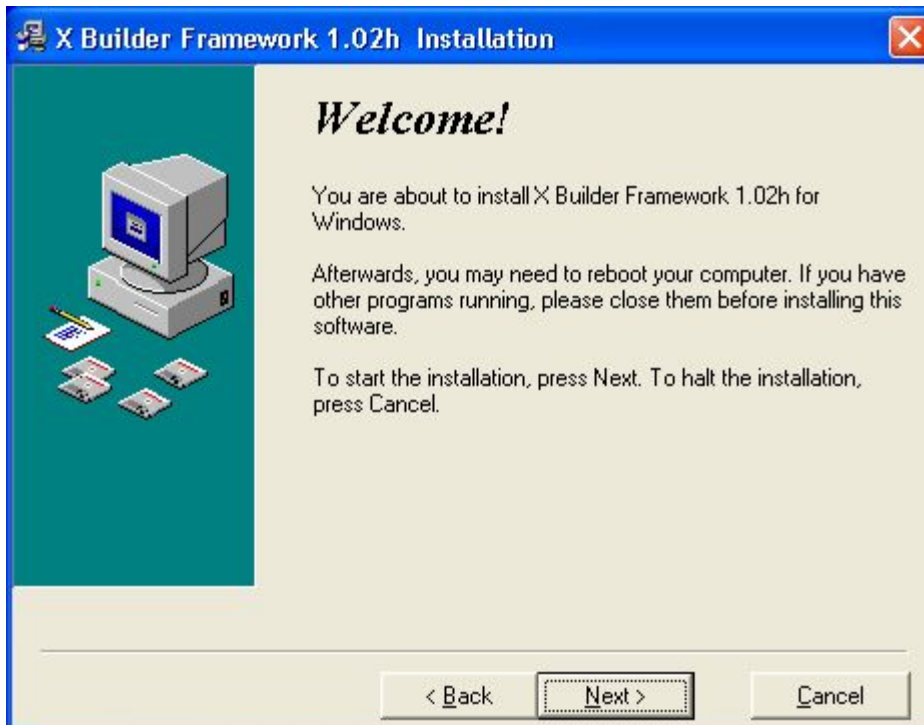 X Builder Framework 1.02h Installation
Welcome!
You are about to install X Builder Framework 1.02h for
Windows.
Afterwards, you may need to reboot your computer. If you have
other programs running, please close them before installing this
software.
To start the installation, press Next. To halt the installation,
press Cancel.
< Back Next > Cancel